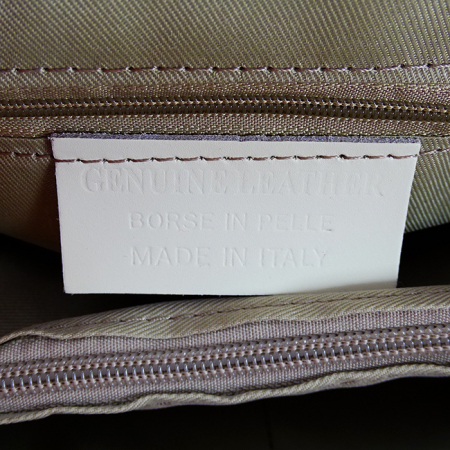 GENUINE LEATHER
BORSE IN PELLE
MADE IN ITALY